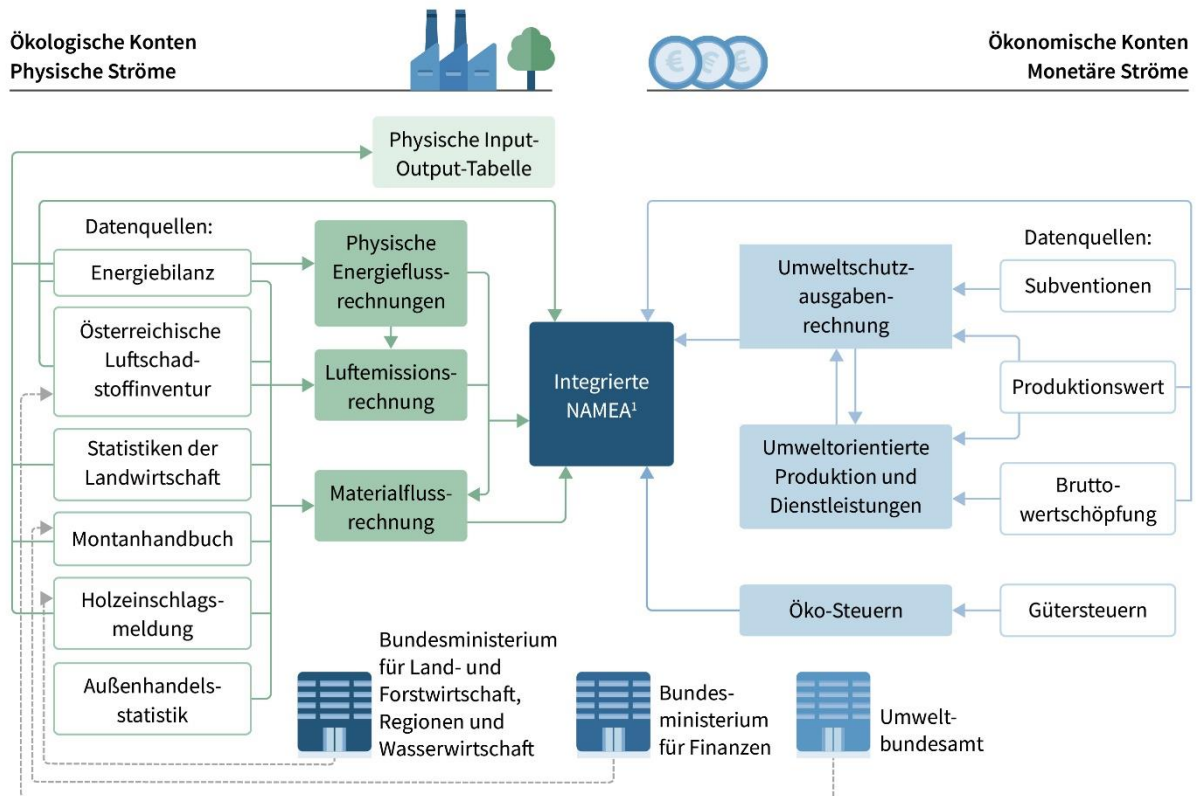 Ökologische Konten
Physische Ströme
Ökonomische Konten
Monetäre Ströme
Physische Input-
Output-Tabelle
Datenquellen:
Energiebilanz
Österreichische
Luftschad-
stoffinventur
Statistiken der
Landwirtschaft
Montanhandbuch
Holzeinschlags-
meldung
Außenhandels-
statistik
Physische
Energiefluss-
rechnungen
Luftemissions-
rechnung
Materialfluss-
rechnung
Integrierte
NAMEA¹
Umweltschutz-
ausgaben-
rechnung
Umweltorientierte
Produktion und
Dienstleistungen
Öko-Steuern
Datenquellen:
Subventionen
Produktionswert
Brutto-
wertschöpfung
Gütersteuern
Bundesministerium
für Land- und
Forstwirtschaft,
Regionen und
Wasserwirtschaft
Bundes-
ministerium
für Finanzen
Umwelt-
bundesamt
€
€
€